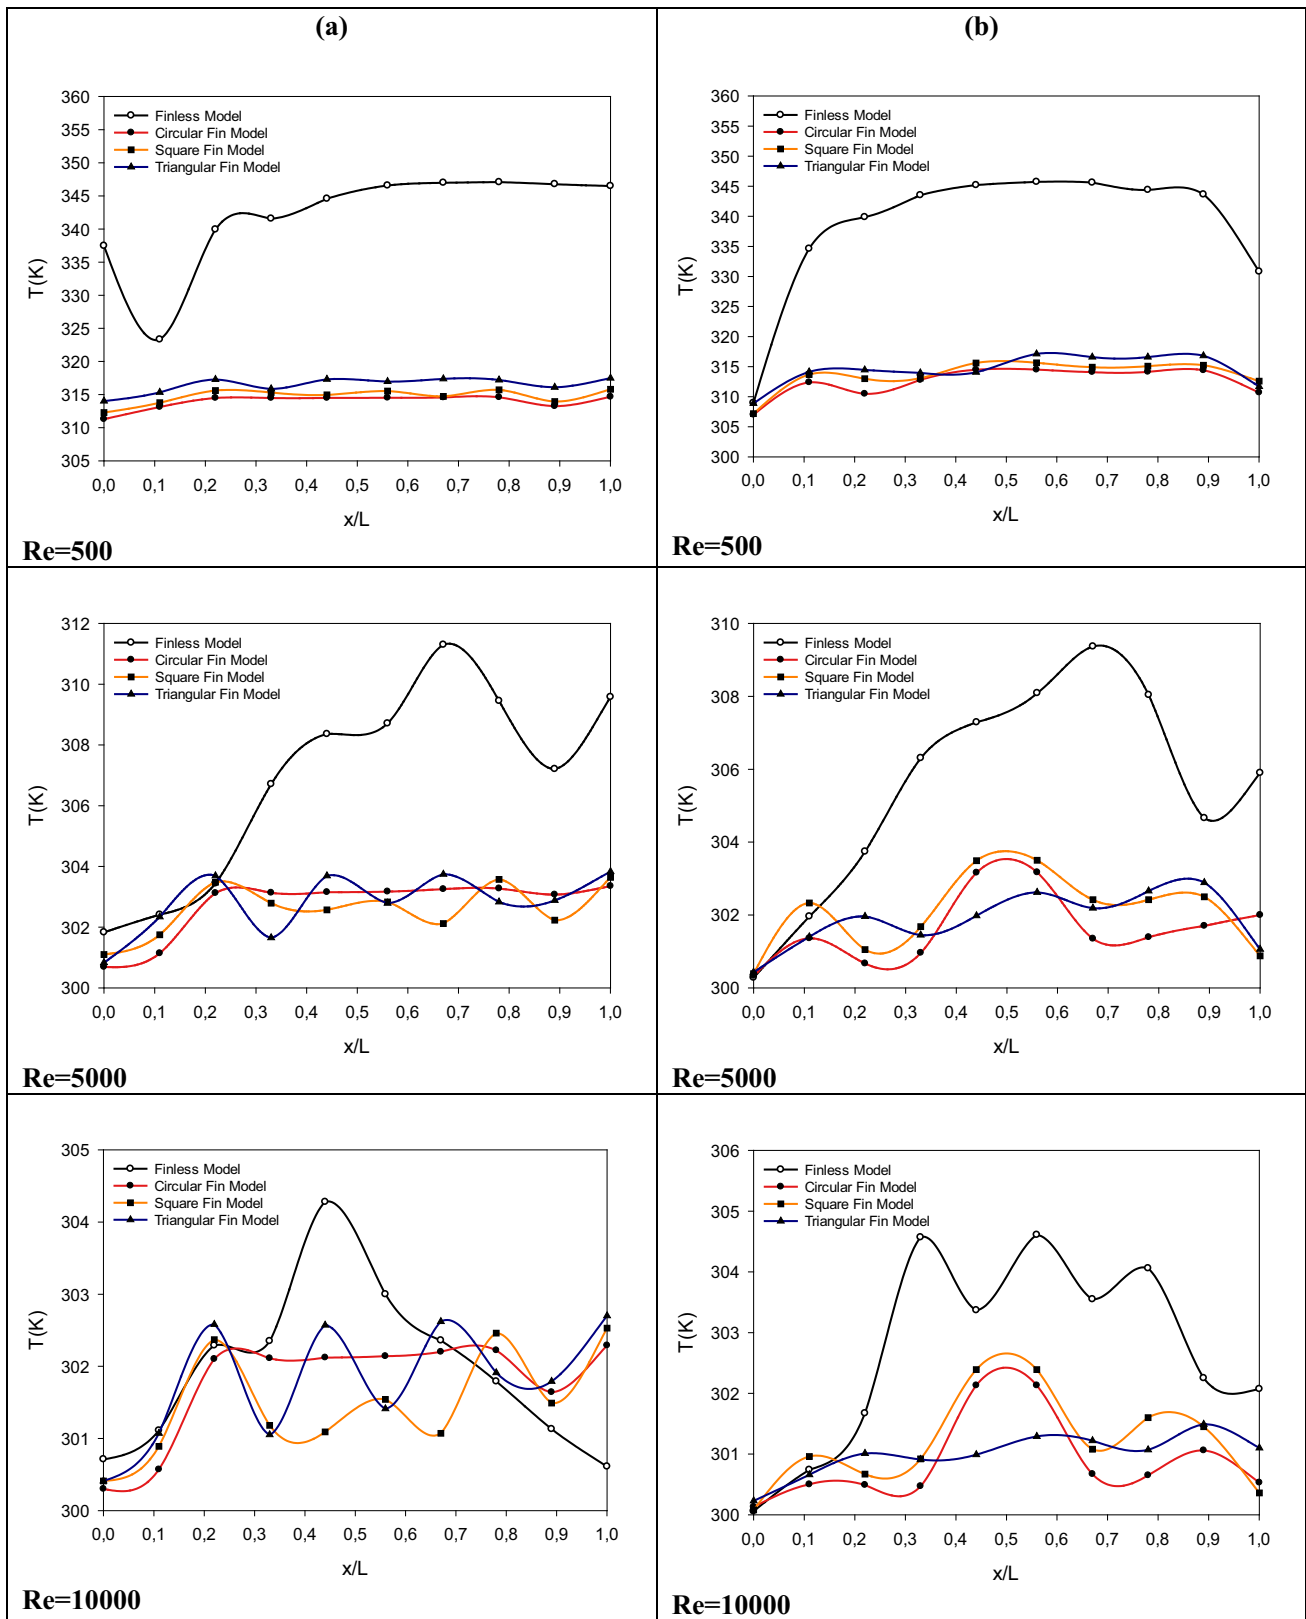 (a)
(b)
360
355
350
345
340
335
330
325
320
315
310
305
T(K)
Finless Model
Circular Fin Model
Square Fin Model
Triangular Fin Model
0,0 0,1 0,2 0,3 0,4 0,5 0,6 0,7 0,8 0,9 1,0
x/L
Re=500
360
355
350
345
340
335
330
325
320
315
310
305
300
T(K)
Finless Model
Circular Fin Model
Square Fin Model
Triangular Fin Model
0,0 0,1 0,2 0,3 0,4 0,5 0,6 0,7 0,8 0,9 1,0
x/L
Re=500
312
310
308
306
304
302
300
T(K)
Finless Model
Circular Fin Model
Square Fin Model
Triangular Fin Model
0,0 0,1 0,2 0,3 0,4 0,5 0,6 0,7 0,8 0,9 1,0
x/L
Re=5000
310
308
306
304
302
300
T(K)
Finless Model
Circular Fin Model
Square Fin Model
Triangular Fin Model
0,0 0,1 0,2 0,3 0,4 0,5 0,6 0,7 0,8 0,9 1,0
x/L
Re=5000
305
304
303
302
301
300
T(K)
Finless Model
Circular Fin Model
Square Fin Model
Triangular Fin Model
0,0 0,1 0,2 0,3 0,4 0,5 0,6 0,7 0,8 0,9 1,0
x/L
Re=10000
306
305
304
303
302
301
300
T(K)
Finless Model
Circular Fin Model
Square Fin Model
Triangular Fin Model
0,0 0,1 0,2 0,3 0,4 0,5 0,6 0,7 0,8 0,9 1,0
x/L
Re=10000